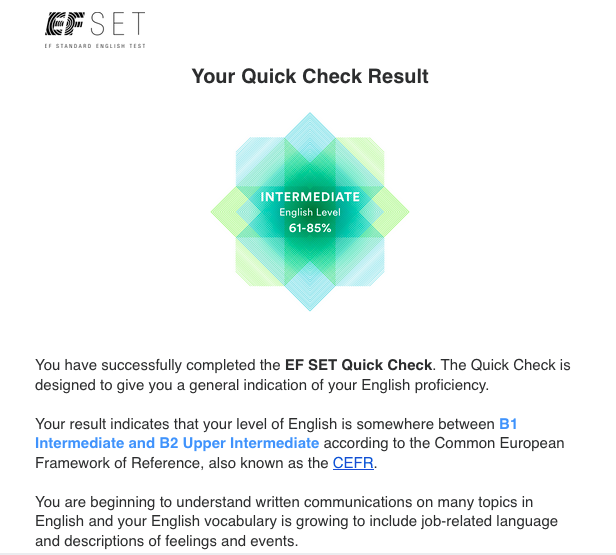 EF SET
EF STANDARD ENGLISH TEST
Your Quick Check Result
INTERMEDIATE
English Level
61-85%
You have successfully completed the EF SET Quick Check. The Quick Check is
designed to give you a general indication of your English proficiency.
Your result indicates that your level of English is somewhere between B1
Intermediate and B2 Upper Intermediate according to the Common European
Framework of Reference, also known as the CEFR.
You are beginning to understand written communications on many topics in
English and your English vocabulary is growing to include job-related language
and descriptions of feelings and events.